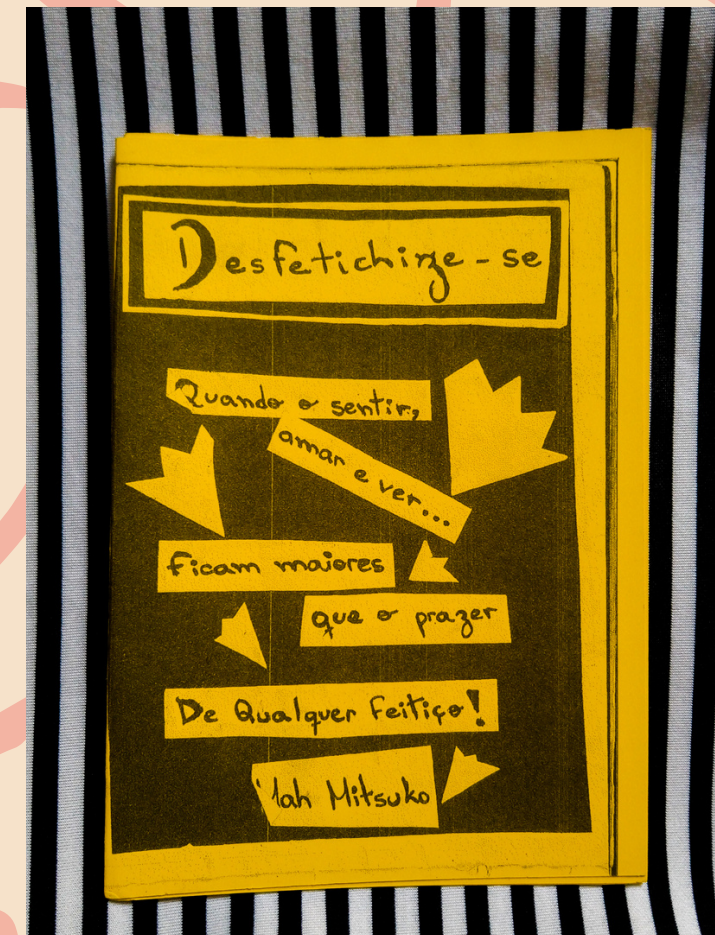 Desfetichize-se
Quando o sentir,
amar e ver...
Ficam maiores
que o prazer
De Qualquer Feitiço!
Iah Mitsuko